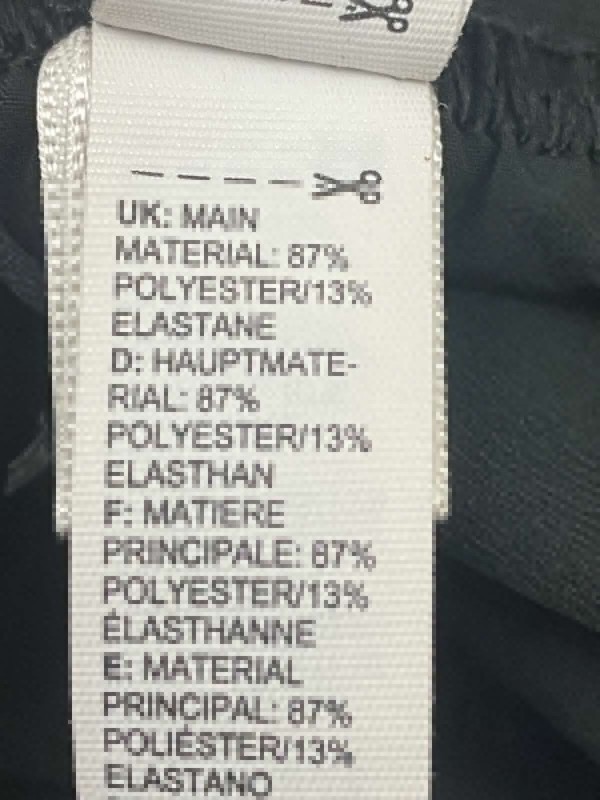 UK: MAIN
MATERIAL: 87%
POLYESTER/13%
ELASTANE
D: HAUPTMATE-
RIAL: 87%
POLYESTER/13%
ELASTHAN
F: MATIERE
PRINCIPALE: 87%
POLYESTER/13%
ÉLASTHANNE
E: MATERIAL
PRINCIPAL: 87%
POLIÉSTER/13%
ELASTANO